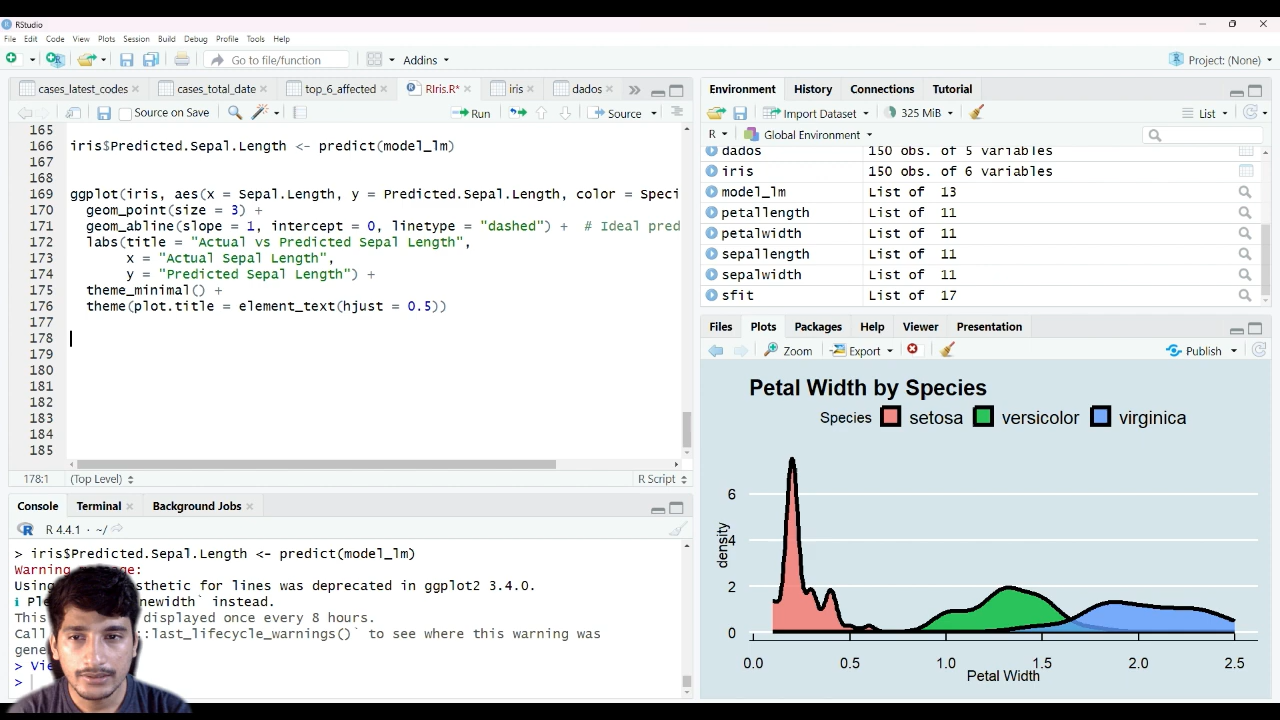 RStudio
File Edit Code View Plots Session Build Debug Profile Tools Help
Go to file/function Addins Project: (None)
cases_latest_codes cases_total_date top_6_affected RIris.R* iris dados
Source on Save Run Source
165
166 iris$Predicted.Sepal.Length <- predict(model_lm)
167
168
169 ggplot(iris, aes(x = Sepal.Length, y = Predicted.Sepal.Length, color = Speci
170 geom_point(size = 3) +
171 geom_abline(slope = 1, intercept = 0, linetype = "dashed") + # Ideal pred
172 labs(title = "Actual vs Predicted Sepal Length",
173 x = "Actual Sepal Length",
174 y = "Predicted Sepal Length") +
175 theme_minimal() +
176 theme(plot.title = element_text(hjust = 0.5))
177
178
179
180
181
182
183
184
185
178:1 (Top Level) R Script
Console Terminal Background Jobs
R 4.4.1 · ~/
> iris$Predicted.Sepal.Length <- predict(model_lm)
Warning
Using sthetic for lines was deprecated in ggplot2 3.4.0.
i newidth` instead.
This displayed once every 8 hours.
Call ::last_lifecycle_warnings()` to see where this warning was
gene
> Vie
>
Environment History Connections Tutorial
Import Dataset 325 MiB List
R Global Environment
dados 150 obs. of 5 variables
iris 150 obs. of 6 variables
model_lm List of 13
petallength List of 11
petalwidth List of 11
sepallength List of 11
sepalwidth List of 11
sfit List of 17
Files Plots Packages Help Viewer Presentation
Zoom Export Publish
Petal Width by Species
Species setosa versicolor virginica
density
6
4
2
0
0.0 0.5 1.0 1.5 2.0 2.5
Petal Width